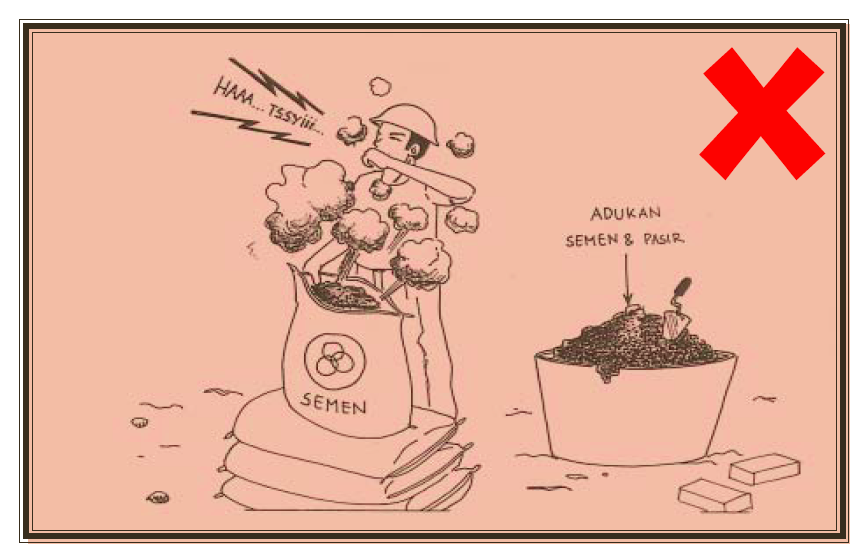 HAAA... TSSYiii...
ADUKAN
SEMEN & PASIR
SEMEN